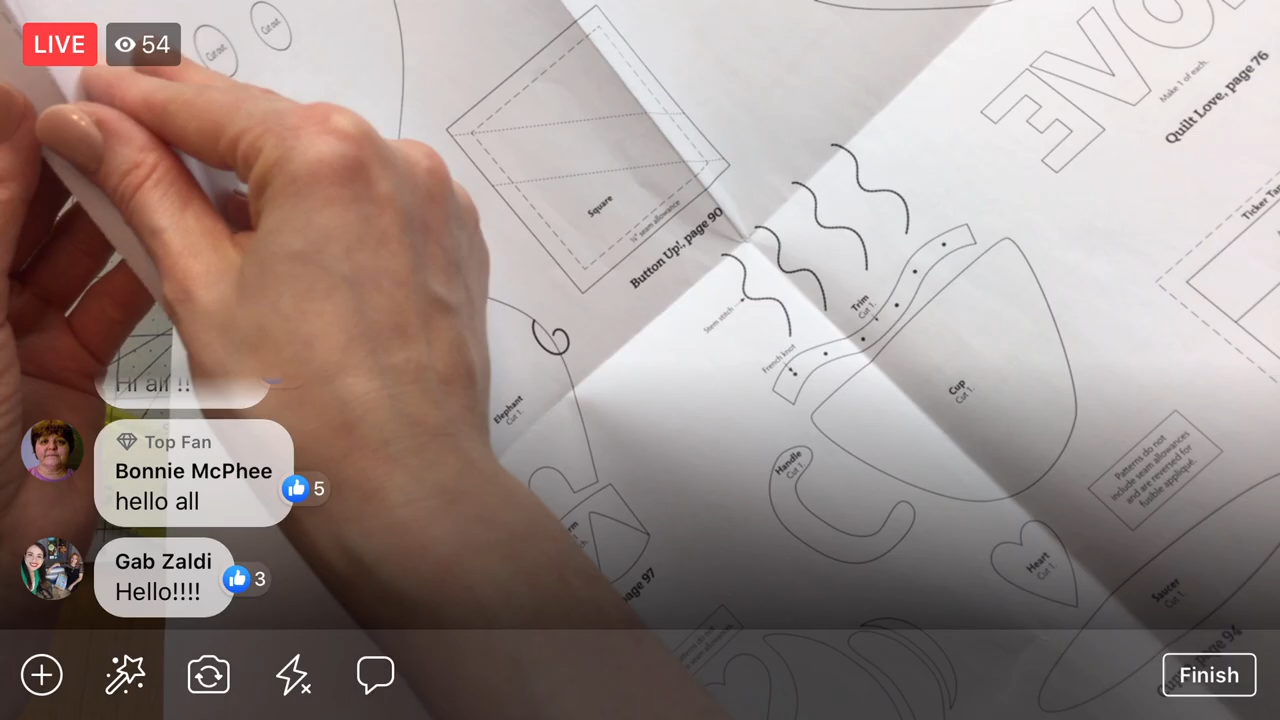 LIVE
54
Cut out.
Cut out.
Square
¼" seam allowance
Button Up!, page 90
OVE
Make 1 of each.
Quilt Love, page 76
Stem stitch
French knot
Trim
Cut 1.
Cup
Cut 1.
Handle
Cut 1.
Elephant
Cut 1.
Heart
Cut 1.
Saucer
Cut 1.
Patterns do not
include seam allowances
and are reversed for
fusible appliqué.
page 97
Hi all !!
Top Fan
Bonnie McPhee
hello all
5
Gab Zaldi
Hello!!!!
3
Finish